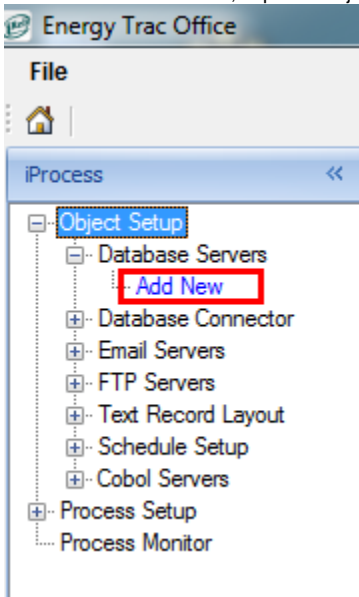 Energy Trac Office
File
iProcess
Object Setup
Database Servers
Add New
Database Connector
Email Servers
FTP Servers
Text Record Layout
Schedule Setup
Cobol Servers
Process Setup
Process Monitor